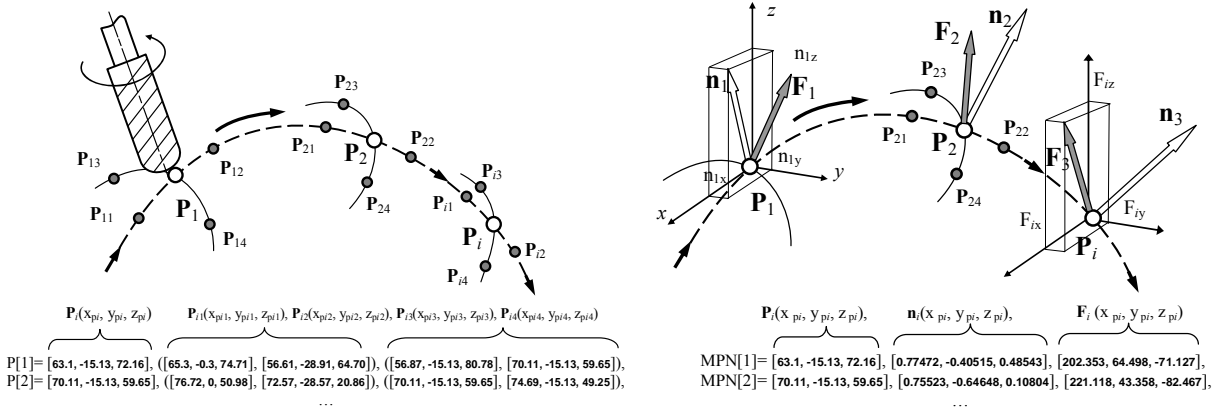 P₁₃
P₁₁
P₁
P₁₂
P₁₄
P₂₁
P₂₃
P₂
P₂₂
P₂₄
Pᵢ₃
Pᵢ₁
Pᵢ
Pᵢ₂
Pᵢ₄
Pᵢ(xₚᵢ, yₚᵢ, zₚᵢ) Pᵢ₁(xₚᵢ₁, yₚᵢ₁, zₚᵢ₁), Pᵢ₂(xₚᵢ₂, yₚᵢ₂, zₚᵢ₂), Pᵢ₃(xₚᵢ₃, yₚᵢ₃, zₚᵢ₃), Pᵢ₄(xₚᵢ₄, yₚᵢ₄, zₚᵢ₄)
P[1]= [63.1, -15.13, 72.16], ([65.3, -0.3, 74.71], [56.61, -28.91, 64.70]), ([56.87, -15.13, 80.78], [70.11, -15.13, 59.65]),
P[2]= [70.11, -15.13, 59.65], ([76.72, 0, 50.98], [72.57, -28.57, 20.86]), ([70.11, -15.13, 59.65], [74.69, -15.13, 49.25]),
…
z
n₁
n₁z
F₁
n₁y
n₁x
y
x
P₁
F₂
n₂
P₂₃
P₂₁
P₂
P₂₂
P₂₄
Fᵢz
n₃
F₃
Fᵢy
Fᵢx
Pᵢ
Pᵢ(x ₚᵢ, y ₚᵢ, z ₚᵢ), nᵢ(x ₚᵢ, y ₚᵢ, z ₚᵢ), Fᵢ (x ₚᵢ, y ₚᵢ, z ₚᵢ)
MPN[1]= [63.1, -15.13, 72.16], [0.77472, -0.40515, 0.48543], [202.353, 64.498, -71.127],
MPN[2]= [70.11, -15.13, 59.65], [0.75523, -0.64648, 0.10804], [221.118, 43.358, -82.467],
…